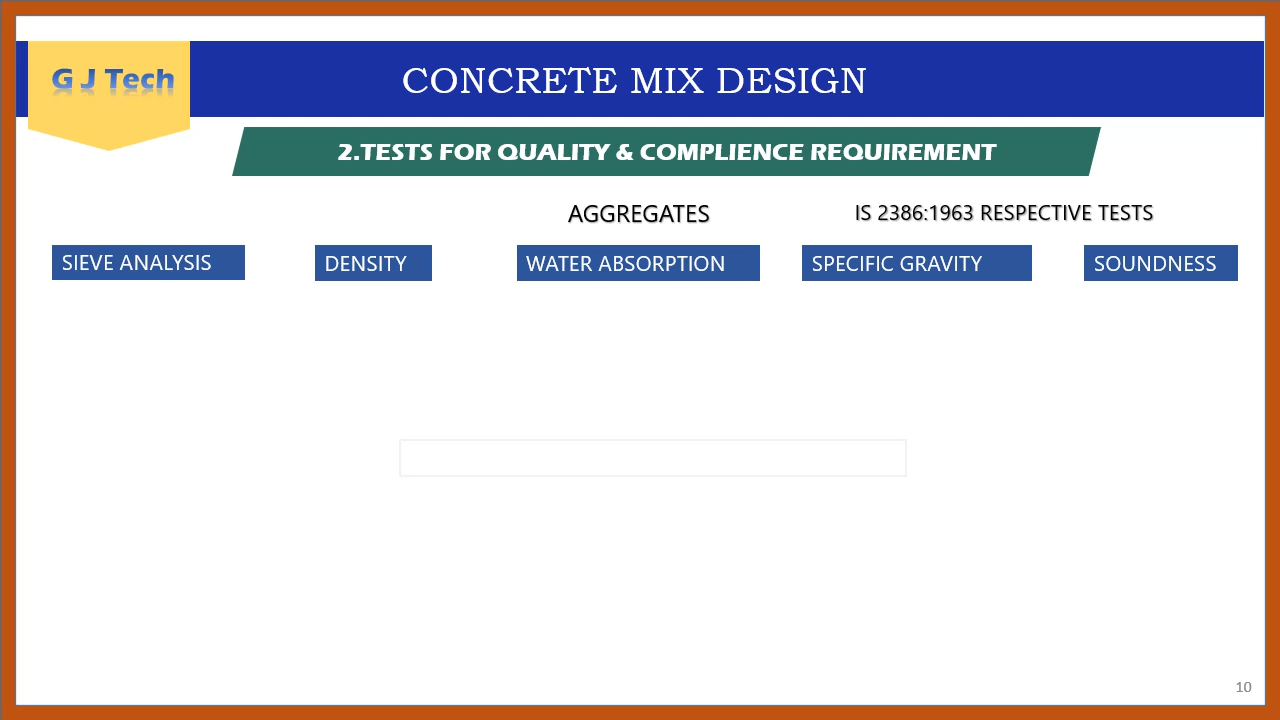 G J Tech
CONCRETE MIX DESIGN
2.TESTS FOR QUALITY & COMPLIENCE REQUIREMENT
AGGREGATES
IS 2386:1963 RESPECTIVE TESTS
SIEVE ANALYSIS
DENSITY
WATER ABSORPTION
SPECIFIC GRAVITY
SOUNDNESS
10